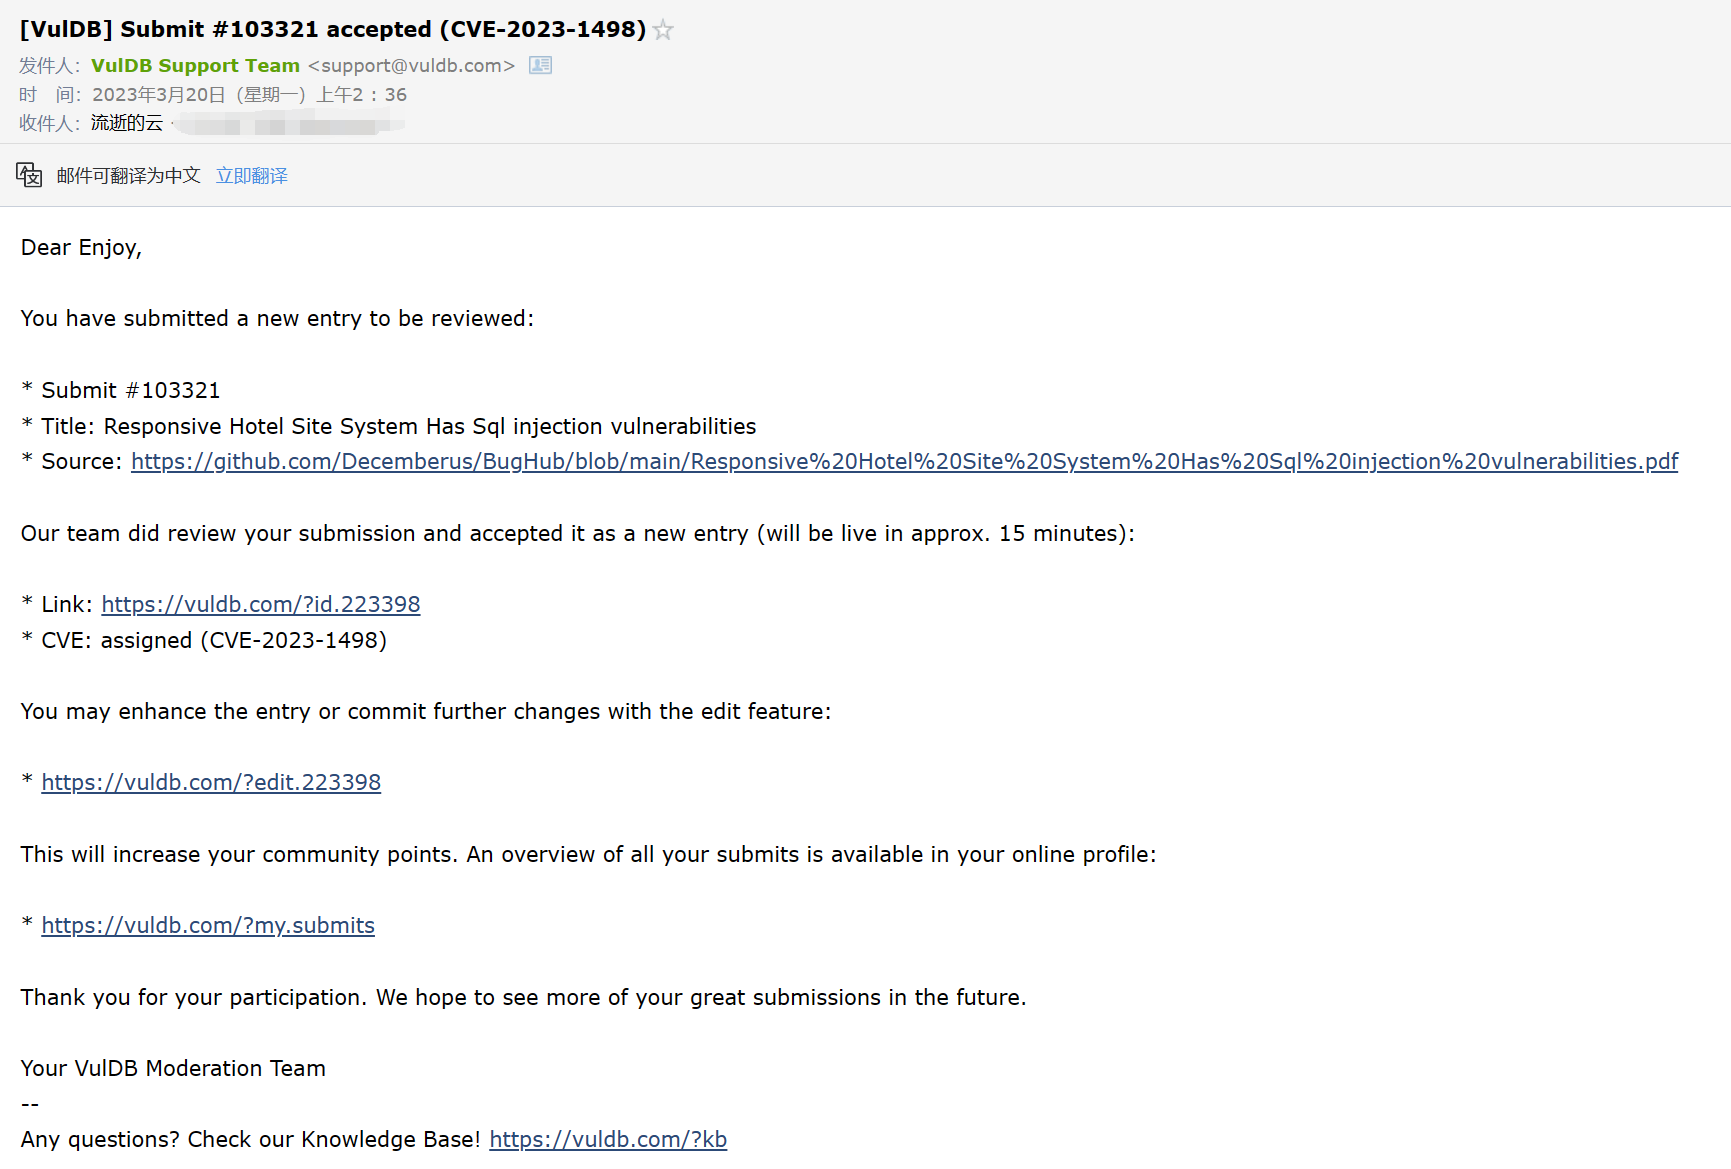 [VulDB] Submit #103321 accepted (CVE-2023-1498)
发件人: VulDB Support Team <support@vuldb.com>
时 间: 2023年3月20日（星期一）上午2：36
收件人: 流逝的云
邮件可翻译为中文 立即翻译
Dear Enjoy,
You have submitted a new entry to be reviewed:
* Submit #103321
* Title: Responsive Hotel Site System Has Sql injection vulnerabilities
* Source: https://github.com/Decemberus/BugHub/blob/main/Responsive%20Hotel%20Site%20System%20Has%20Sql%20injection%20vulnerabilities.pdf
Our team did review your submission and accepted it as a new entry (will be live in approx. 15 minutes):
* Link: https://vuldb.com/?id.223398
* CVE: assigned (CVE-2023-1498)
You may enhance the entry or commit further changes with the edit feature:
* https://vuldb.com/?edit.223398
This will increase your community points. An overview of all your submits is available in your online profile:
* https://vuldb.com/?my.submits
Thank you for your participation. We hope to see more of your great submissions in the future.
Your VulDB Moderation Team
--
Any questions? Check our Knowledge Base! https://vuldb.com/?kb